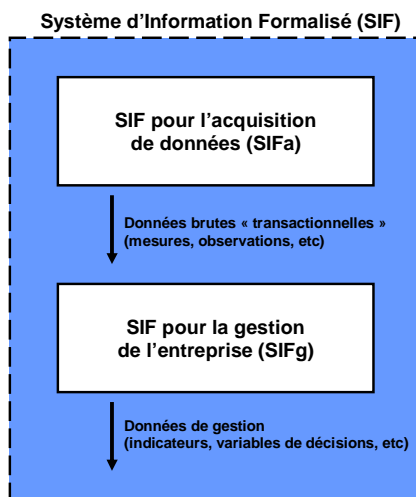 Système d’Information Formalisé (SIF)
SIF pour l’acquisition
de données (SIFa)
Données brutes « transactionnelles »
(mesures, observations, etc)
SIF pour la gestion
de l’entreprise (SIFg)
Données de gestion
(indicateurs, variables de décisions, etc)